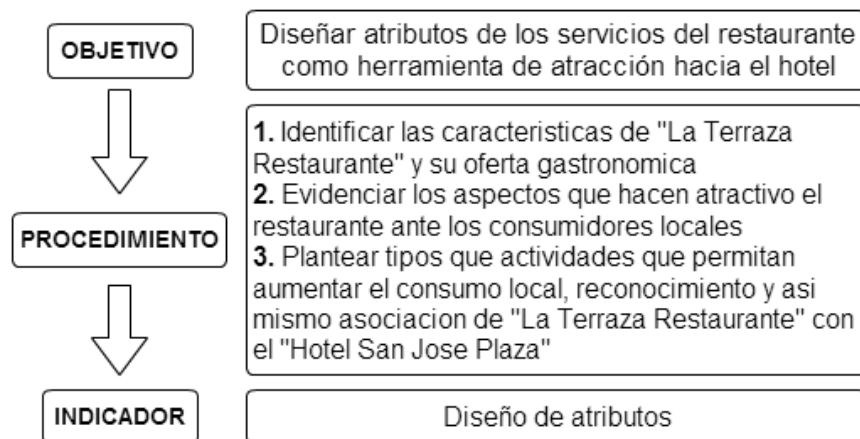 OBJETIVO
Diseñar atributos de los servicios del restaurante
como herramienta de atracción hacia el hotel
PROCEDIMIENTO
1. Identificar las caracteristicas de "La Terraza
Restaurante" y su oferta gastronomica
2. Evidenciar los aspectos que hacen atractivo el
restaurante ante los consumidores locales
3. Plantear tipos que actividades que permitan
aumentar el consumo local, reconocimiento y asi
mismo asociacion de "La Terraza Restaurante" con
el "Hotel San Jose Plaza"
INDICADOR
Diseño de atributos